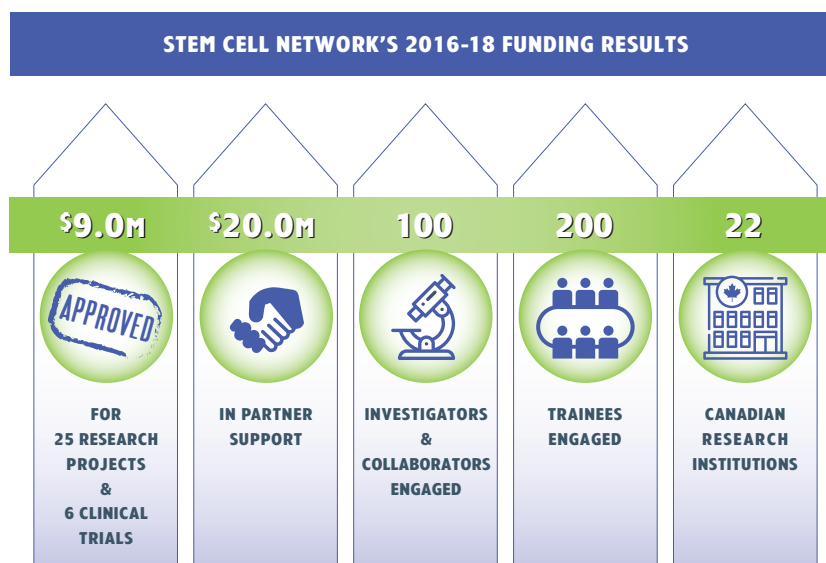 STEM CELL NETWORK'S 2016-18 FUNDING RESULTS
$9.0M
APPROVED
FOR
25 RESEARCH
PROJECTS
&
6 CLINICAL
TRIALS
$20.0M
IN PARTNER
SUPPORT
100
INVESTIGATORS
&
COLLABORATORS
ENGAGED
200
TRAINEES
ENGAGED
22
CANADIAN
RESEARCH
INSTITUTIONS